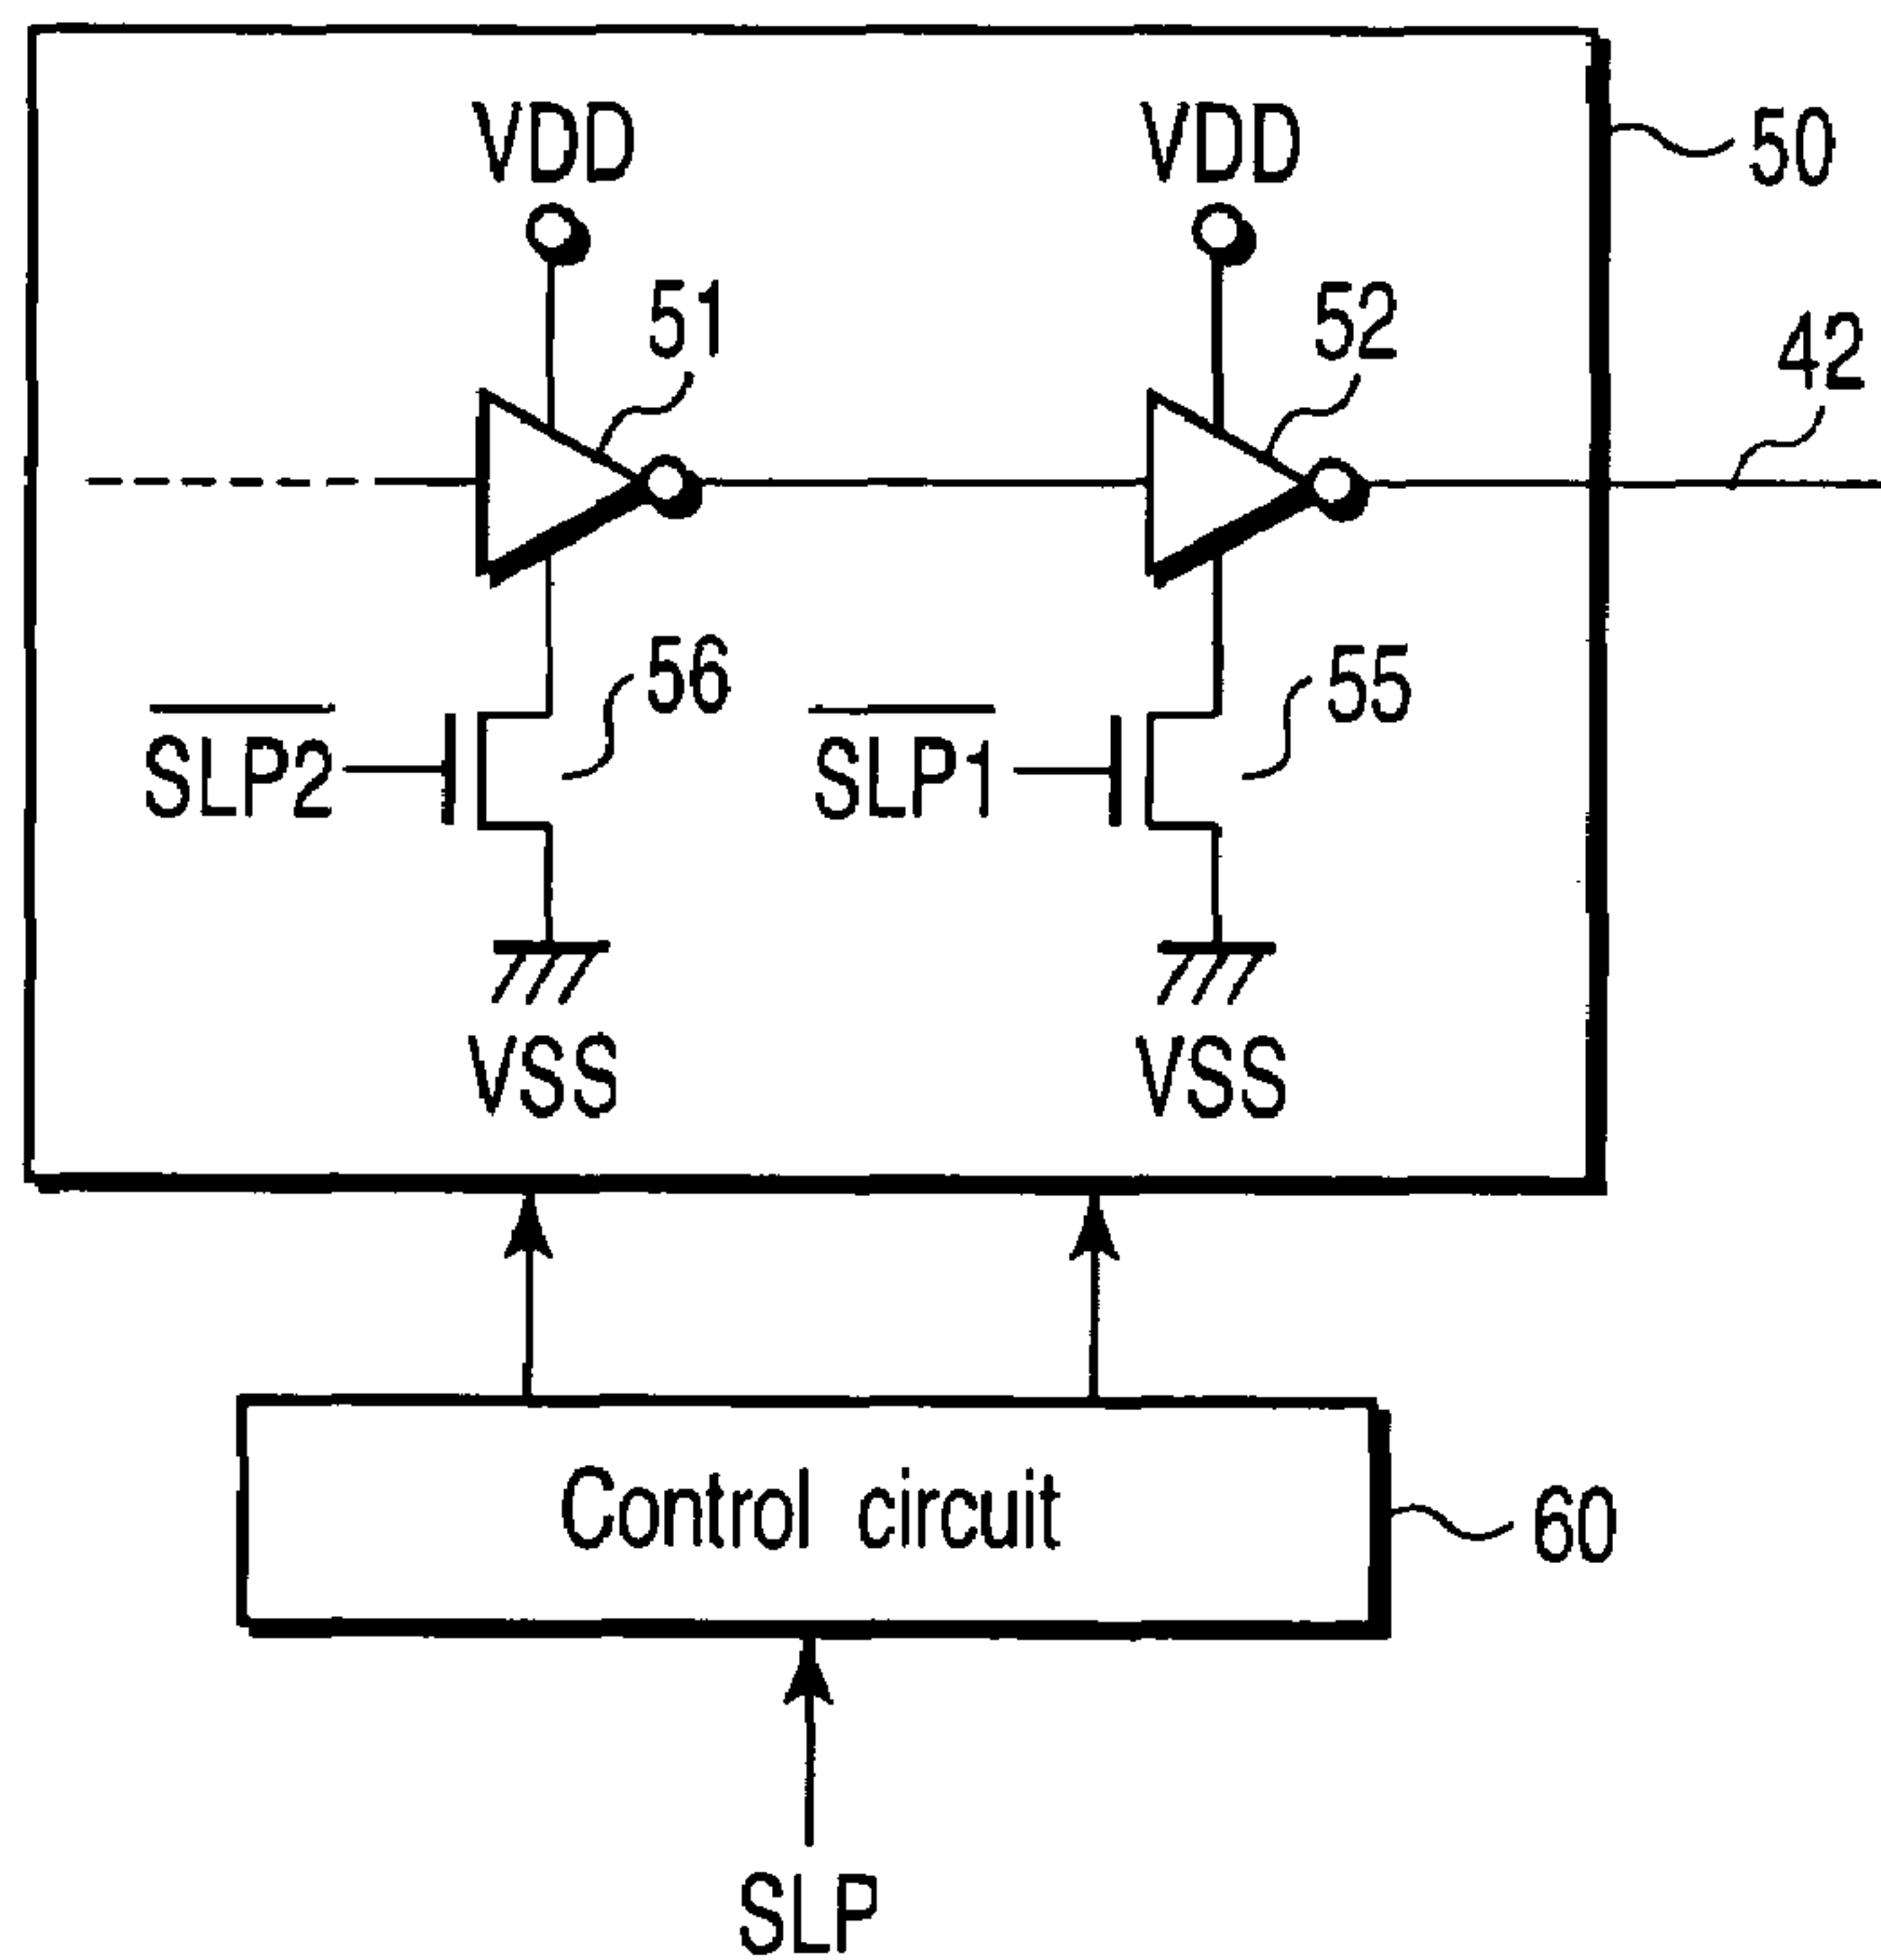 VDD VDD 50
51 52 42
56 55
SLP2 SLP1
VSS VSS
Control circuit 60
SLP